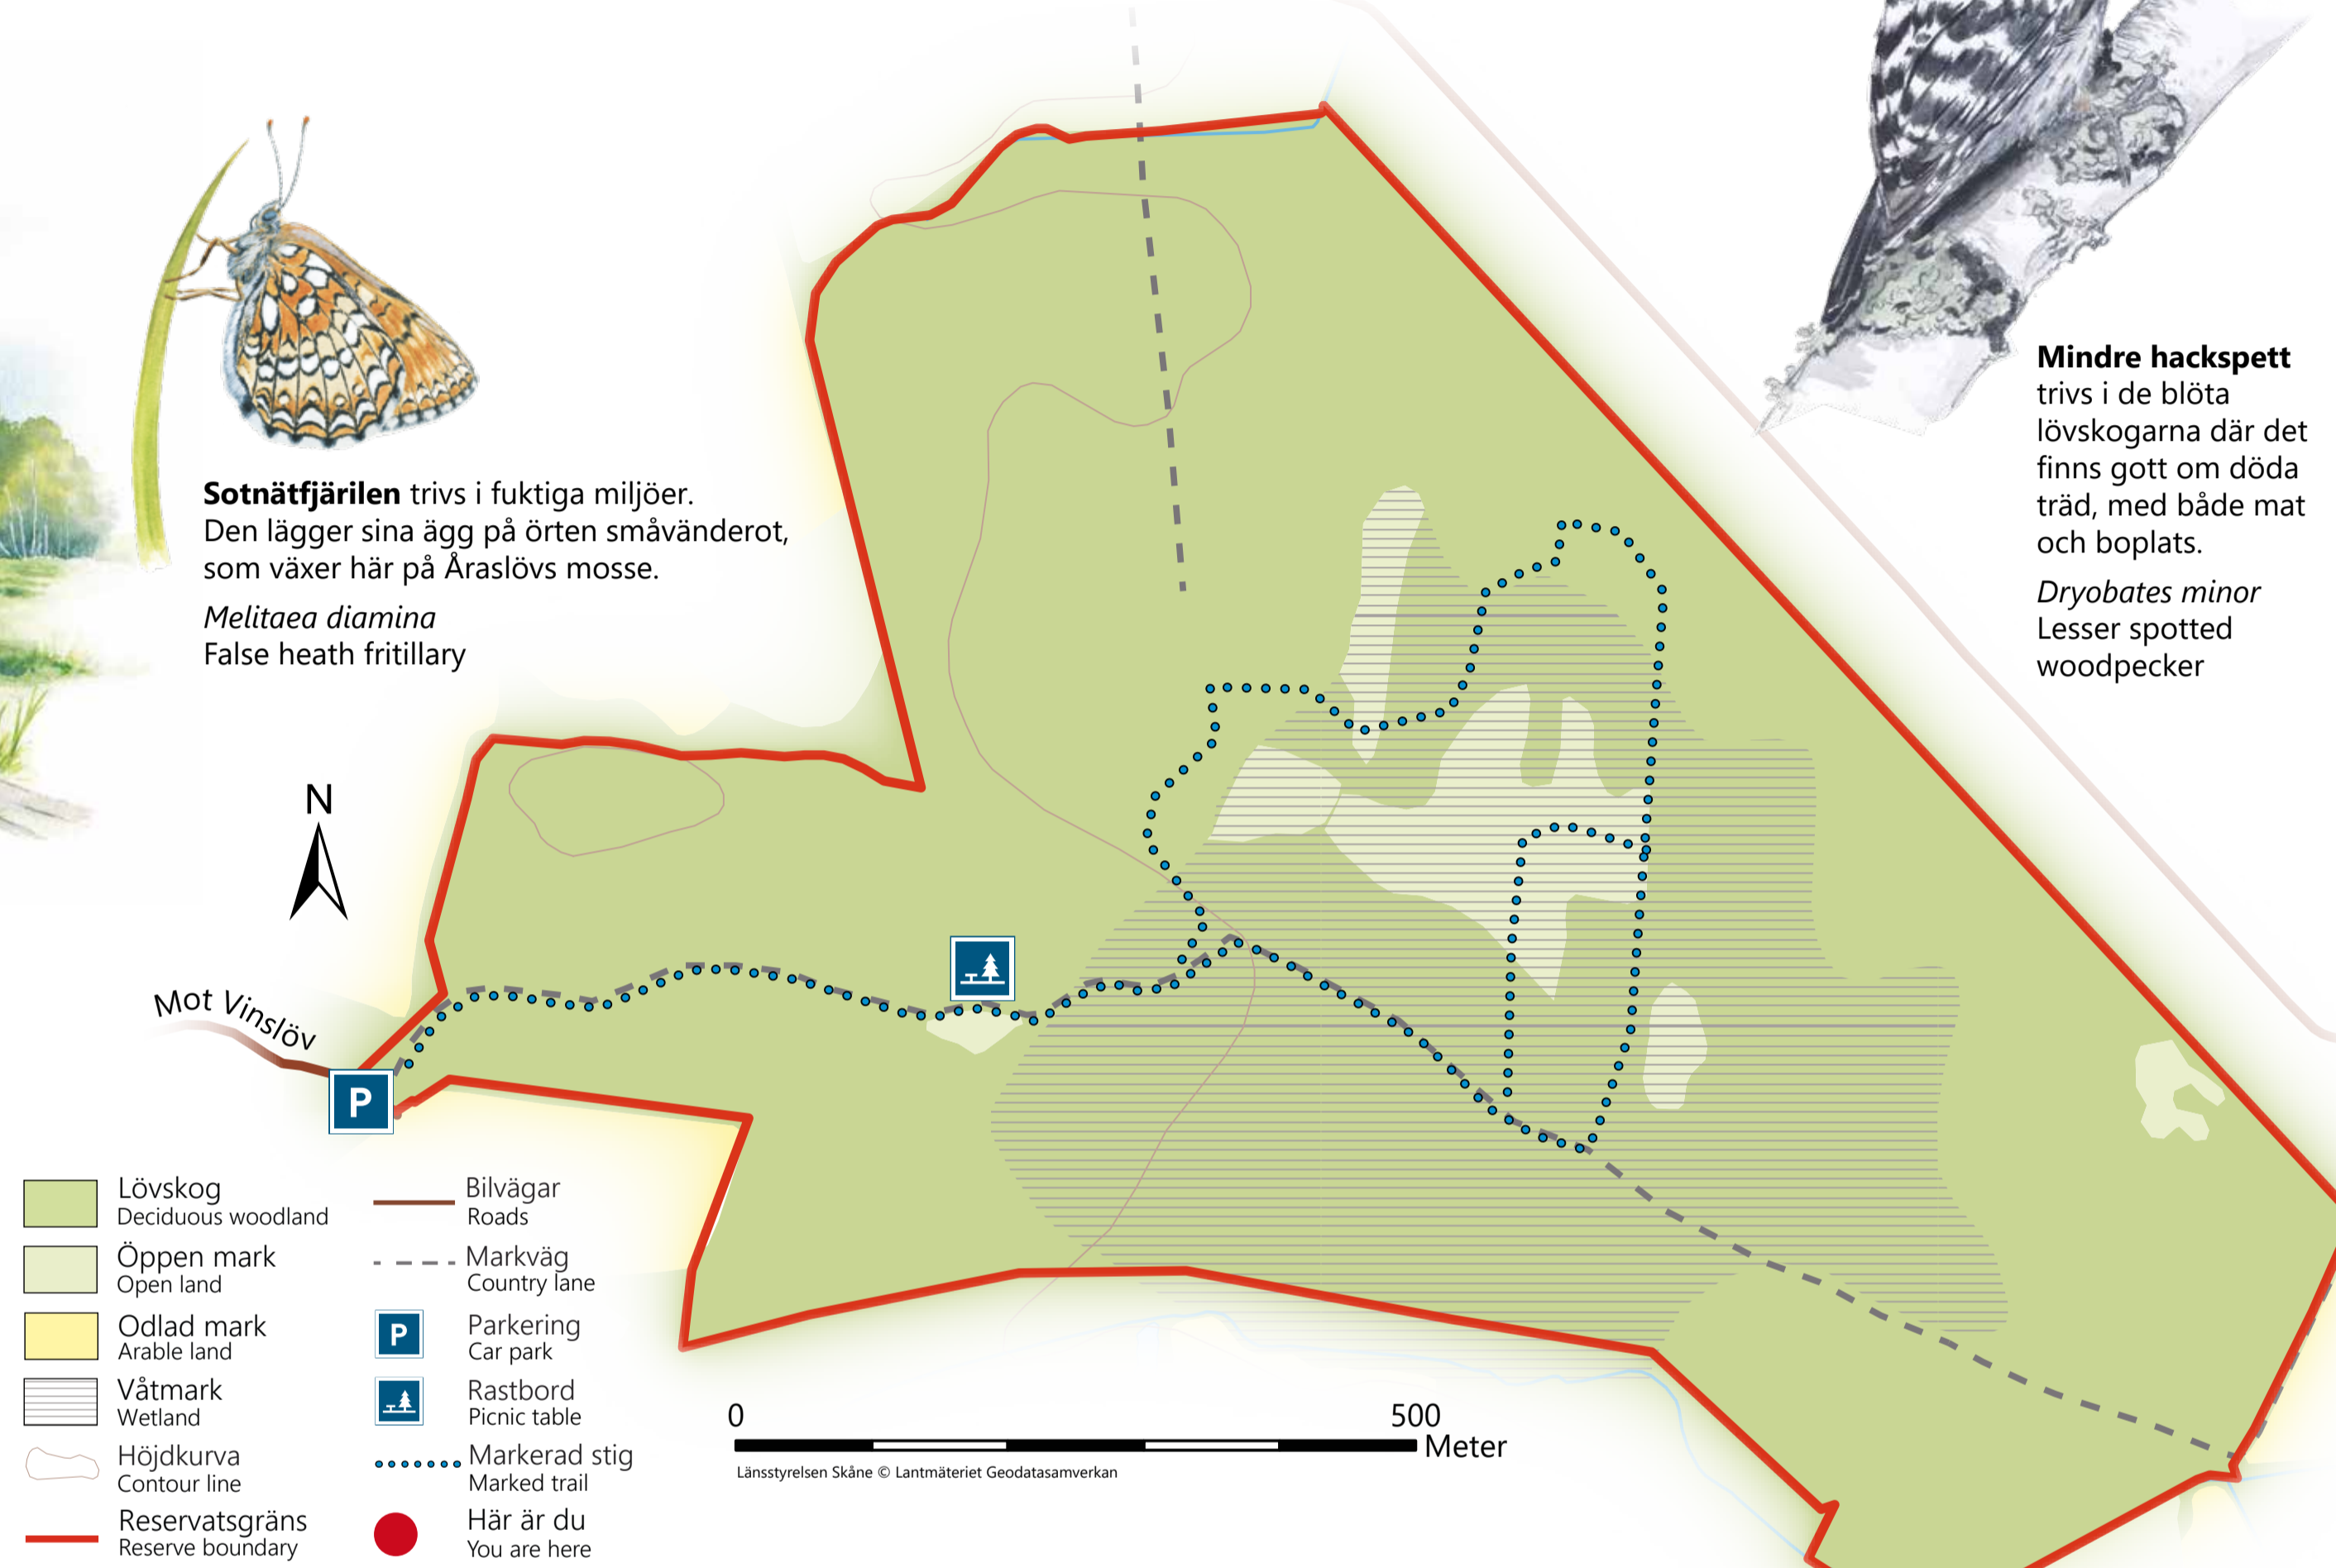 Sotnätfjärilen trivs i fuktiga miljöer.
Den lägger sina ägg på örten småvänderot,
som växer här på Åraslövs mosse.
Melitaea diamina
False heath fritillary
Mindre hackspett
trivs i de blöta
lövskogarna där det
finns gott om döda
träd, med både mat
och boplats.
Dryobates minor
Lesser spotted
woodpecker
N
Mot Vinslöv
P
Lövskog
Deciduous woodland
Öppen mark
Open land
Odlad mark
Arable land
Våtmark
Wetland
Höjdkurva
Contour line
Reservatsgräns
Reserve boundary
Bilvägar
Roads
Markväg
Country lane
P
Parkering
Car park
Rastbord
Picnic table
Markerad stig
Marked trail
Här är du
You are here
0 500
Meter
Länsstyrelsen Skåne © Lantmäteriet Geodatasamverkan